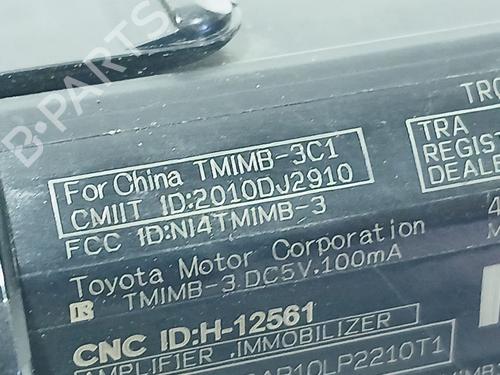 B-PARTS
For China TMIMB-3C1
CMIIT ID:2010DJ2910
FCC ID:NI4TMIMB-3
Toyota Motor Corporation
TMIMB-3 DC5V,100mA
CNC ID:H-12561
AMPLIFIER ,IMMOBILIZER
10LP2210T1
TRA
REGIS
DEALE